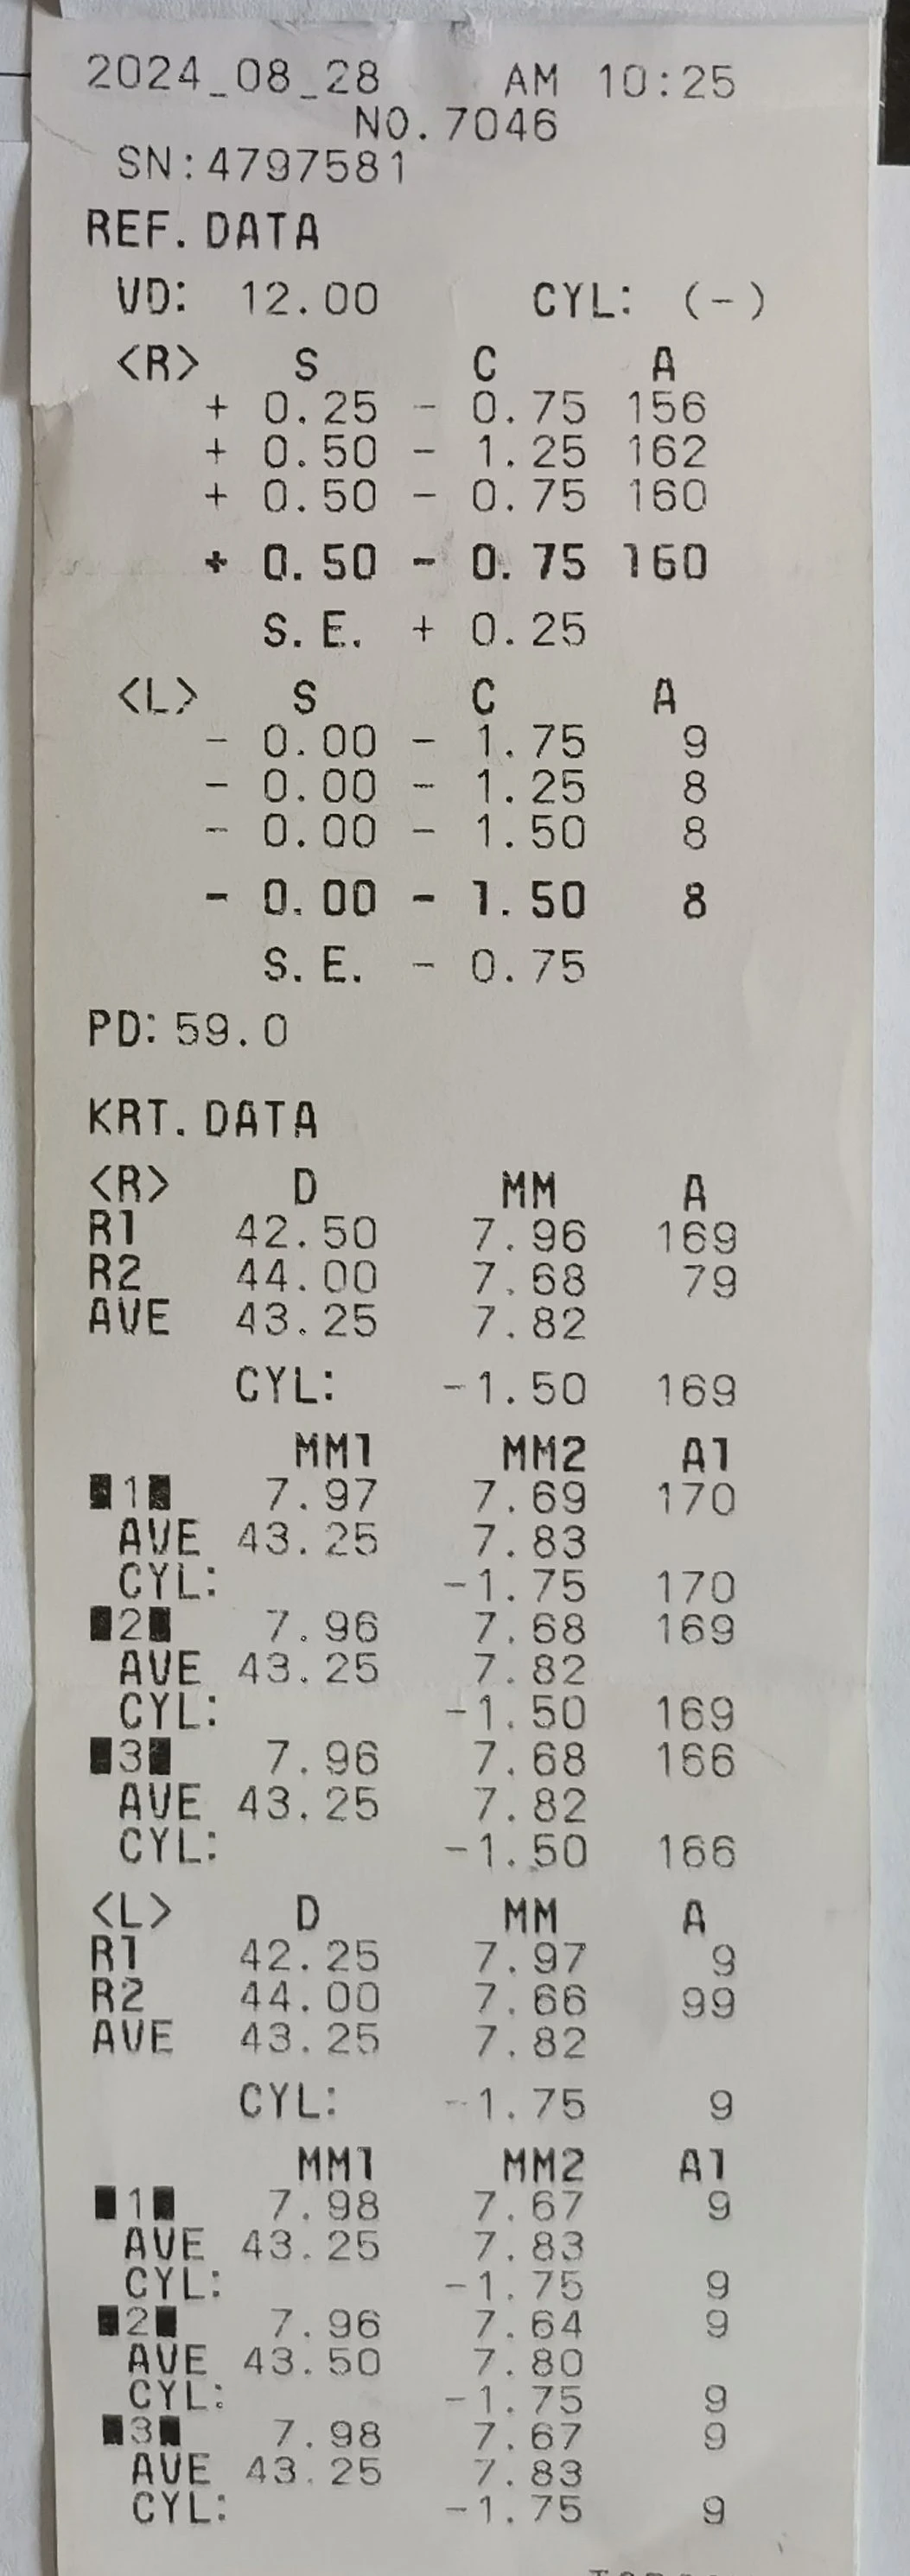 2024_08_28 AM 10:25
NO.7046
SN:4797581
REF.DATA
VD: 12.00 CYL: (-)
<R> S C A
+ 0.25 - 0.75 156
+ 0.50 - 1.25 162
+ 0.50 - 0.75 160
+ 0.50 - 0.75 160
S.E. + 0.25
<L> S C A
- 0.00 - 1.75 9
- 0.00 - 1.25 8
- 0.00 - 1.50 8
- 0.00 - 1.50 8
S.E. - 0.75
PD:59.0
KRT.DATA
<R> D MM A
R1 42.50 7.96 169
R2 44.00 7.68 79
AVE 43.25 7.82
CYL: -1.50 169
MM1 MM2 A1
■1■ 7.97 7.69 170
AVE 43.25 7.83
CYL: -1.75 170
■2■ 7.96 7.68 169
AVE 43.25 7.82
CYL: -1.50 169
■3■ 7.96 7.68 166
AVE 43.25 7.82
CYL: -1.50 166
<L> D MM A
R1 42.25 7.97 9
R2 44.00 7.66 99
AVE 43.25 7.82
CYL: -1.75 9
MM1 MM2 A1
■1■ 7.98 7.67 9
AVE 43.25 7.83
CYL: -1.75 9
■2■ 7.96 7.64 9
AVE 43.50 7.80
CYL: -1.75 9
■3■ 7.98 7.67 9
AVE 43.25 7.83
CYL: -1.75 9